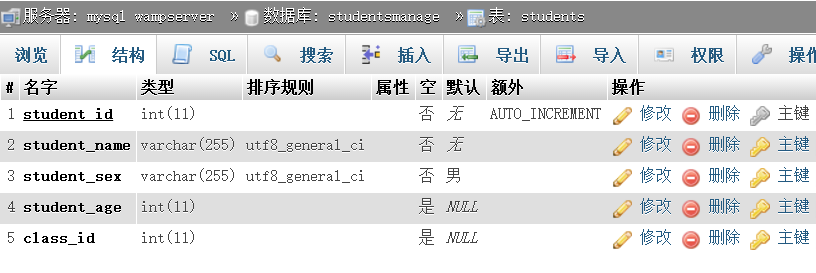 服务器: mysql wampserver » 数据库: studentsmanage » 表: students
浏览 结构 SQL 搜索 插入 导出 导入 权限 操作
# 名字 类型 排序规则 属性 空 默认 额外 操作
1 student_id int(11) 否 无 AUTO_INCREMENT 修改 删除 主键
2 student_name varchar(255) utf8_general_ci 否 无 修改 删除 主键
3 student_sex varchar(255) utf8_general_ci 否 男 修改 删除 主键
4 student_age int(11) 是 NULL 修改 删除 主键
5 class_id int(11) 是 NULL 修改 删除 主键